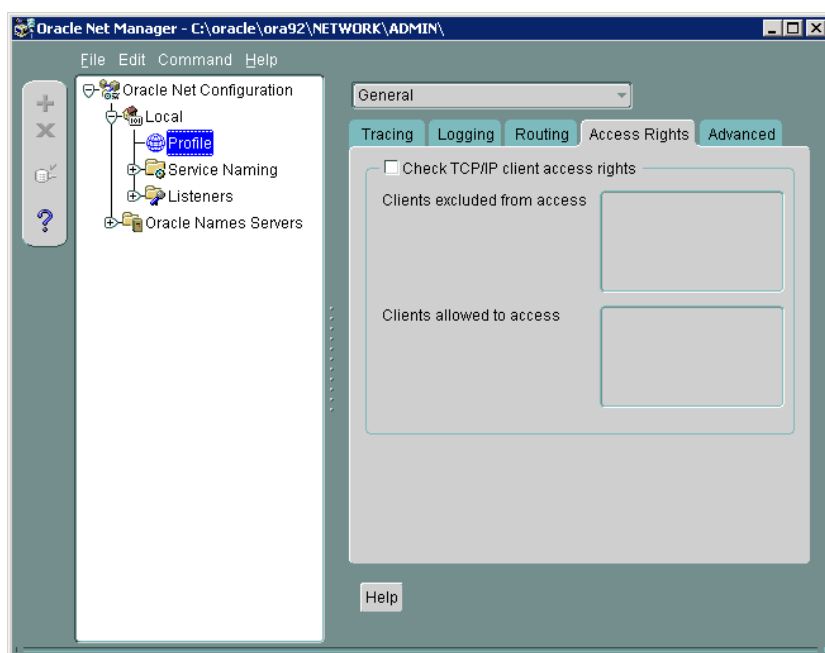 Oracle Net Manager - C:\oracle\ora92\NETWORK\ADMIN\
File Edit Command Help
Oracle Net Configuration
Local
Profile
Service Naming
Listeners
Oracle Names Servers
General
Tracing Logging Routing Access Rights Advanced
Check TCP/IP client access rights
Clients excluded from access
Clients allowed to access
Help